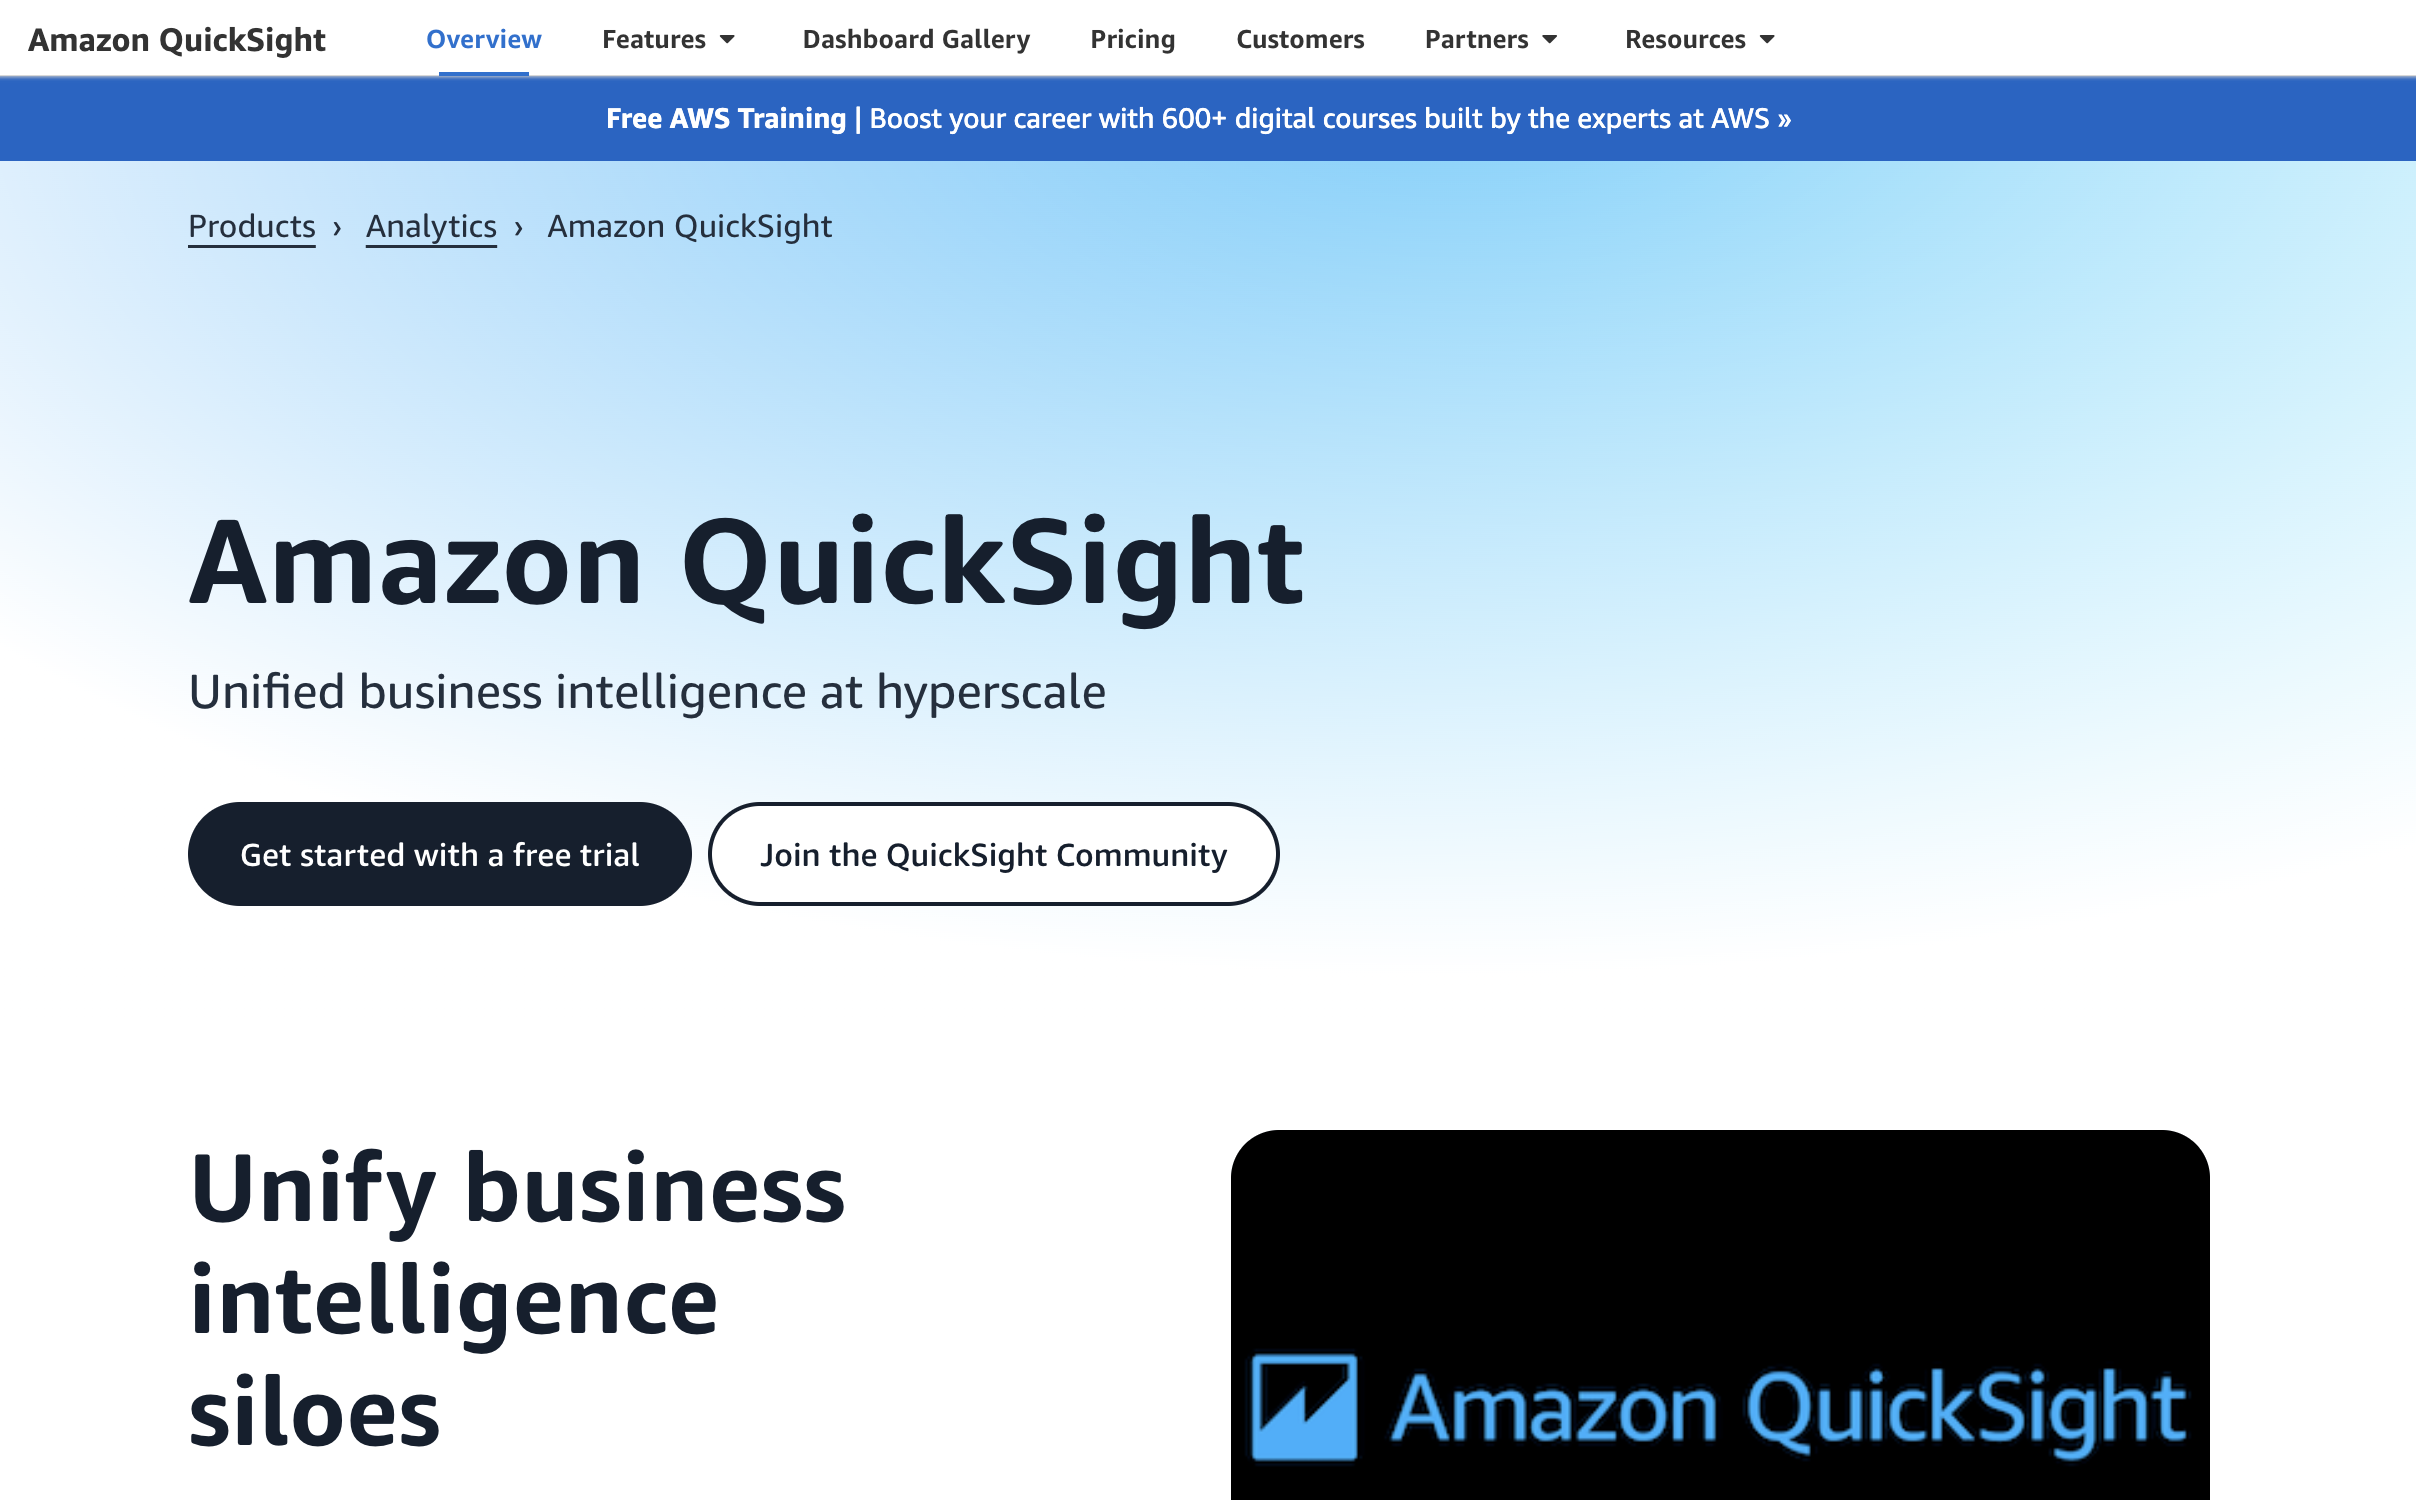 Amazon QuickSight Overview Features Dashboard Gallery Pricing Customers Partners Resources
Free AWS Training | Boost your career with 600+ digital courses built by the experts at AWS »
Products › Analytics › Amazon QuickSight
Amazon QuickSight
Unified business intelligence at hyperscale
Get started with a free trial Join the QuickSight Community
Unify business
intelligence
siloes
Amazon QuickSight